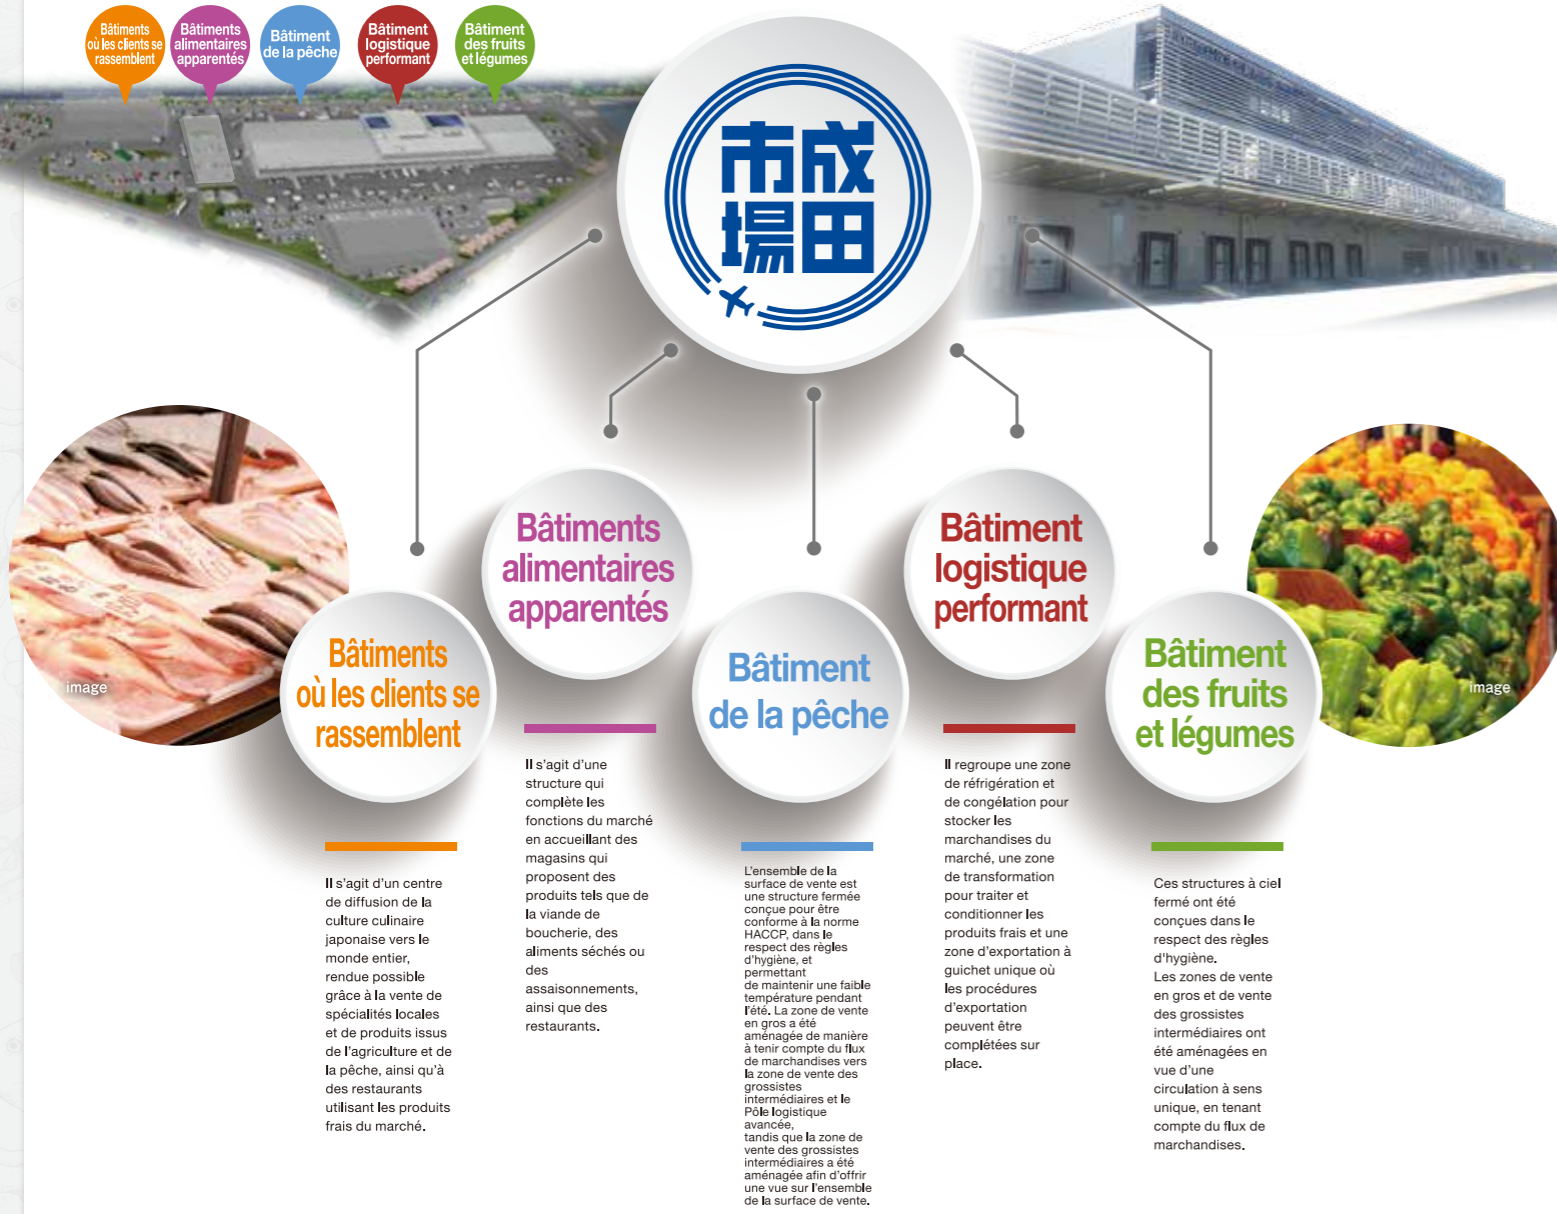 Bâtiments
où les clients se
rassemblent
Bâtiments
alimentaires
apparentés
Bâtiment
de la pêche
Bâtiment
logistique
performant
Bâtiment
des fruits
et légumes
成田
市場
image
image
Bâtiments
où les clients se
rassemblent
Il s’agit d’un centre
de diffusion de la
culture culinaire
japonaise vers le
monde entier,
rendue possible
grâce à la vente de
spécialités locales
et de produits issus
de l’agriculture et de
la pêche, ainsi qu’à
des restaurants
utilisant les produits
frais du marché.
Bâtiments
alimentaires
apparentés
Il s’agit d’une
structure qui
complète les
fonctions du marché
en accueillant des
magasins qui
proposent des
produits tels que de
la viande de
boucherie, des
aliments séchés ou
des
assaisonnements,
ainsi que des
restaurants.
Bâtiment
de la pêche
L’ensemble de la
surface de vente est
une structure fermée
conçue pour être
conforme à la norme
HACCP, dans le
respect des règles
d’hygiène, et
permettant
de maintenir une faible
température pendant
l’été. La zone de vente
en gros a été
aménagée de manière
à tenir compte du flux
de marchandises vers
la zone de vente des
grossistes
intermédiaires et le
Pôle logistique
avancée,
tandis que la zone de
vente des grossistes
intermédiaires a été
aménagée afin d’offrir
une vue sur l’ensemble
de la surface de vente.
Bâtiment
logistique
performant
Il regroupe une zone
de réfrigération et
de congélation pour
stocker les
marchandises du
marché, une zone
de transformation
pour traiter et
conditionner les
produits frais et une
zone d’exportation à
guichet unique où
les procédures
d’exportation
peuvent être
complétées sur
place.
Bâtiment
des fruits
et légumes
Ces structures à ciel
fermé ont été
conçues dans le
respect des règles
d'hygiène.
Les zones de vente
en gros et de vente
des grossistes
intermédiaires ont
été aménagées en
vue d’une
circulation à sens
unique, en tenant
compte du flux de
marchandises.